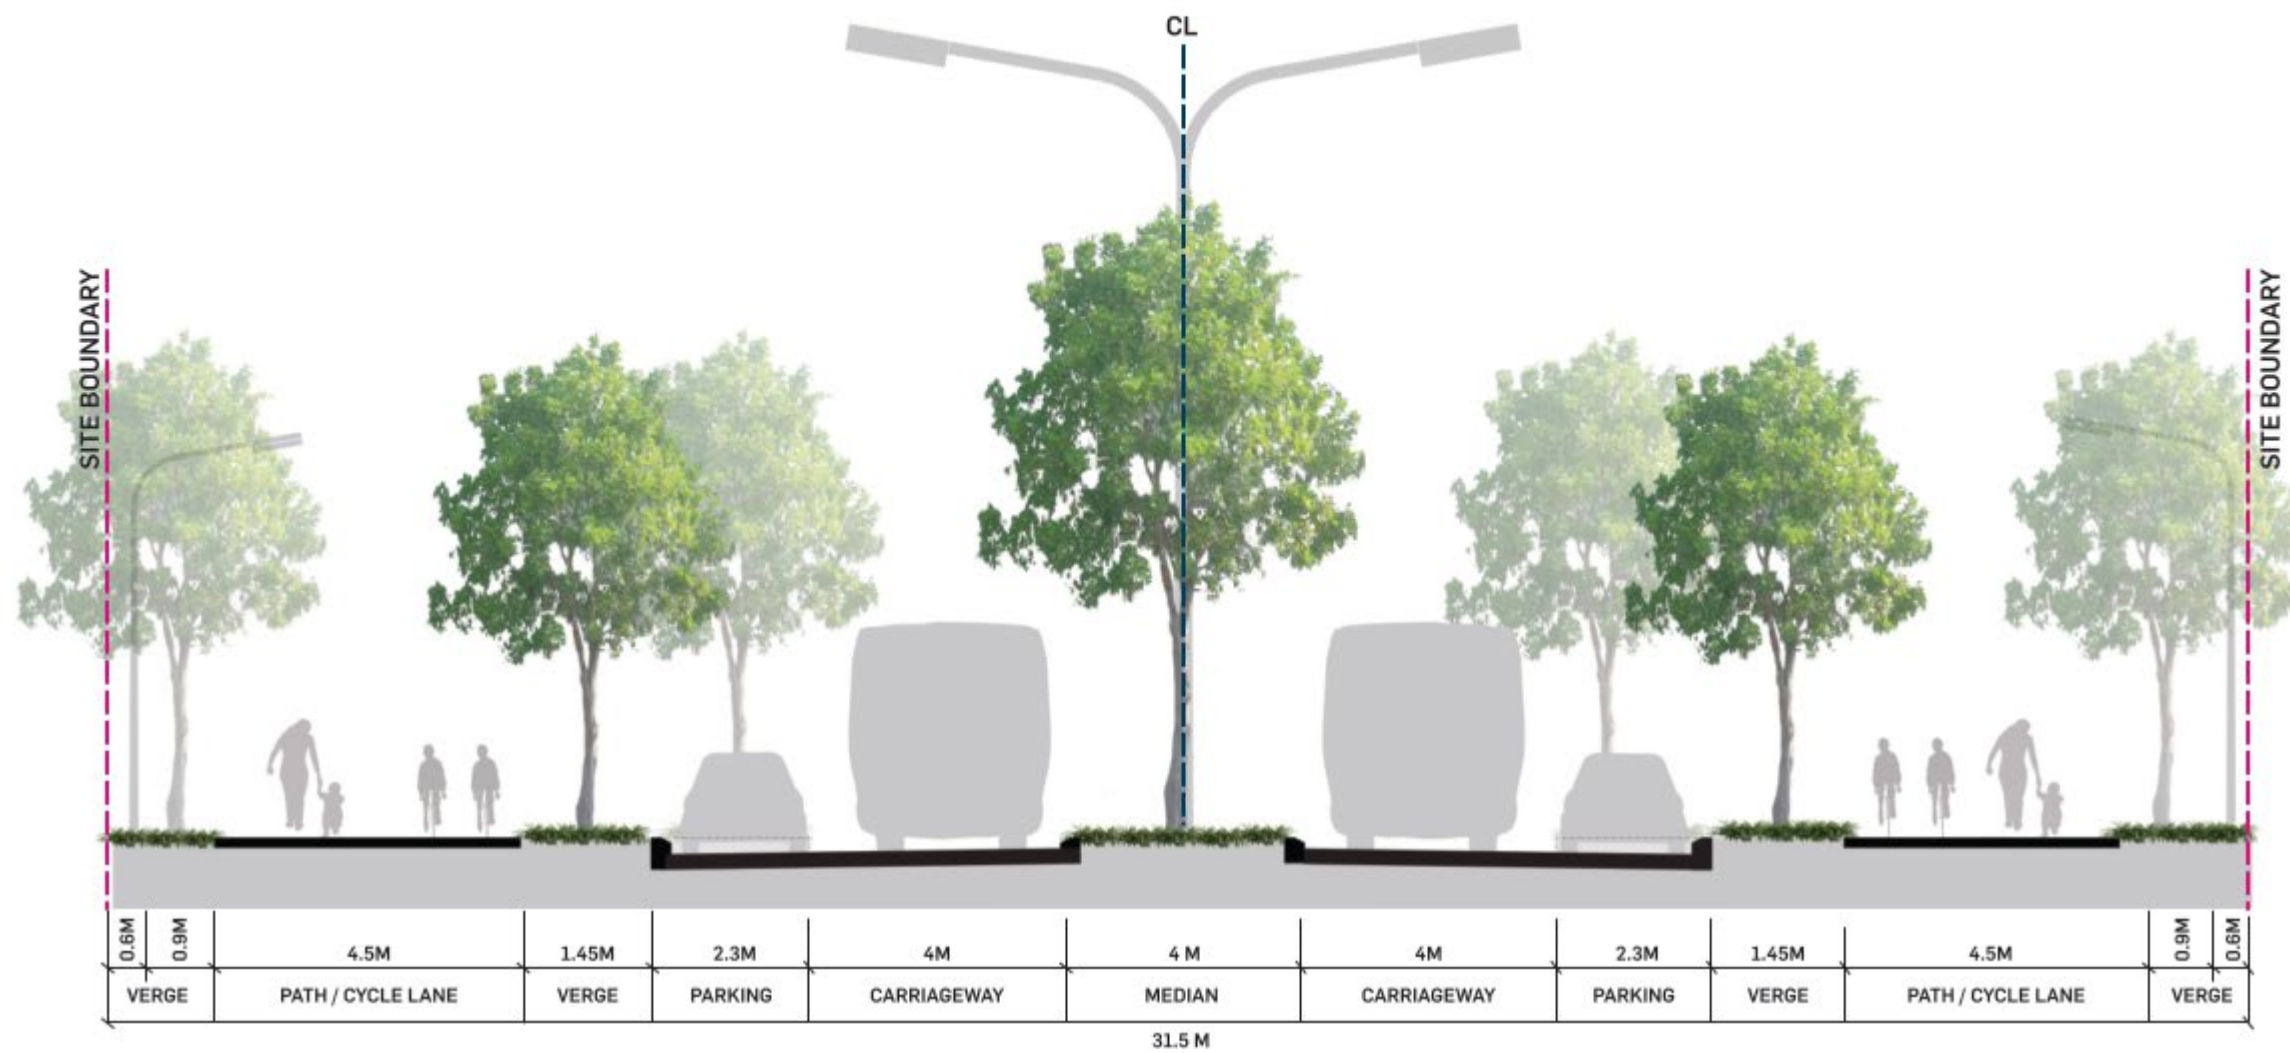 CL
SITE BOUNDARY
SITE BOUNDARY
0.6M 0.9M 4.5M 1.45M 2.3M 4M 4 M 4M 2.3M 1.45M 4.5M 0.9M 0.6M
VERGE PATH / CYCLE LANE VERGE PARKING CARRIAGEWAY MEDIAN CARRIAGEWAY PARKING VERGE PATH / CYCLE LANE VERGE
31.5 M